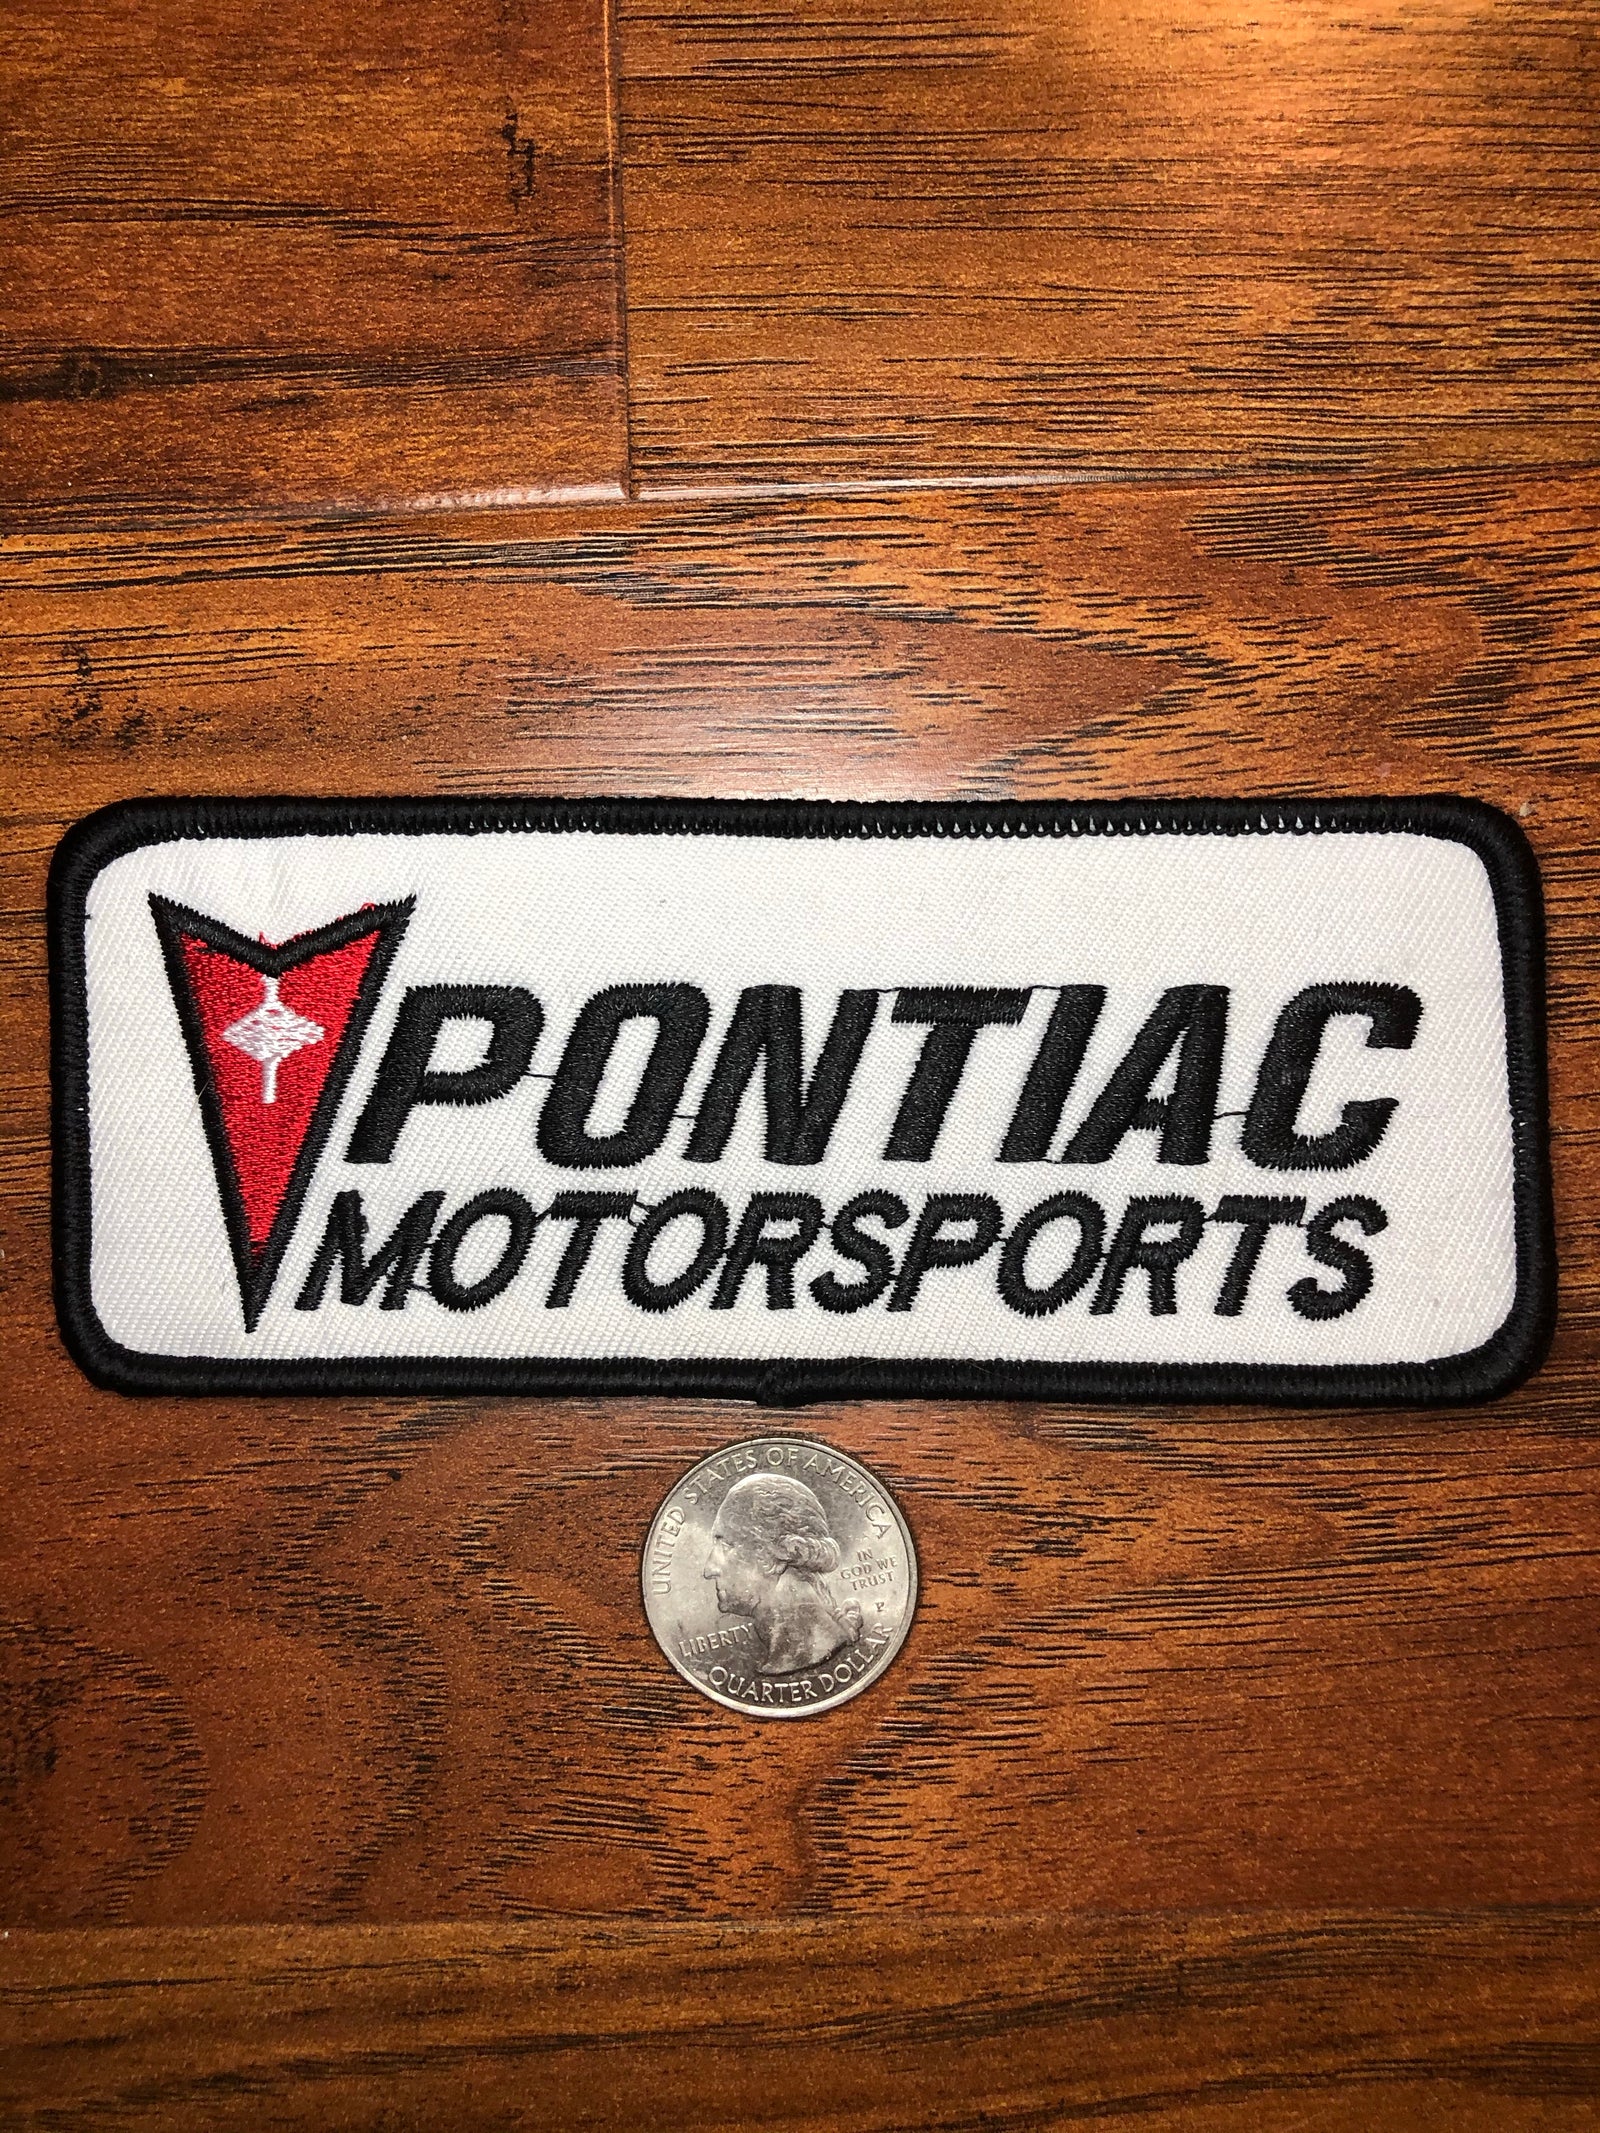 PONTIAC
MOTORSPORTS
UNITED STATES OF AMERICA
IN
GOD WE
TRUST
P
LIBERTY
QUARTER DOLLAR